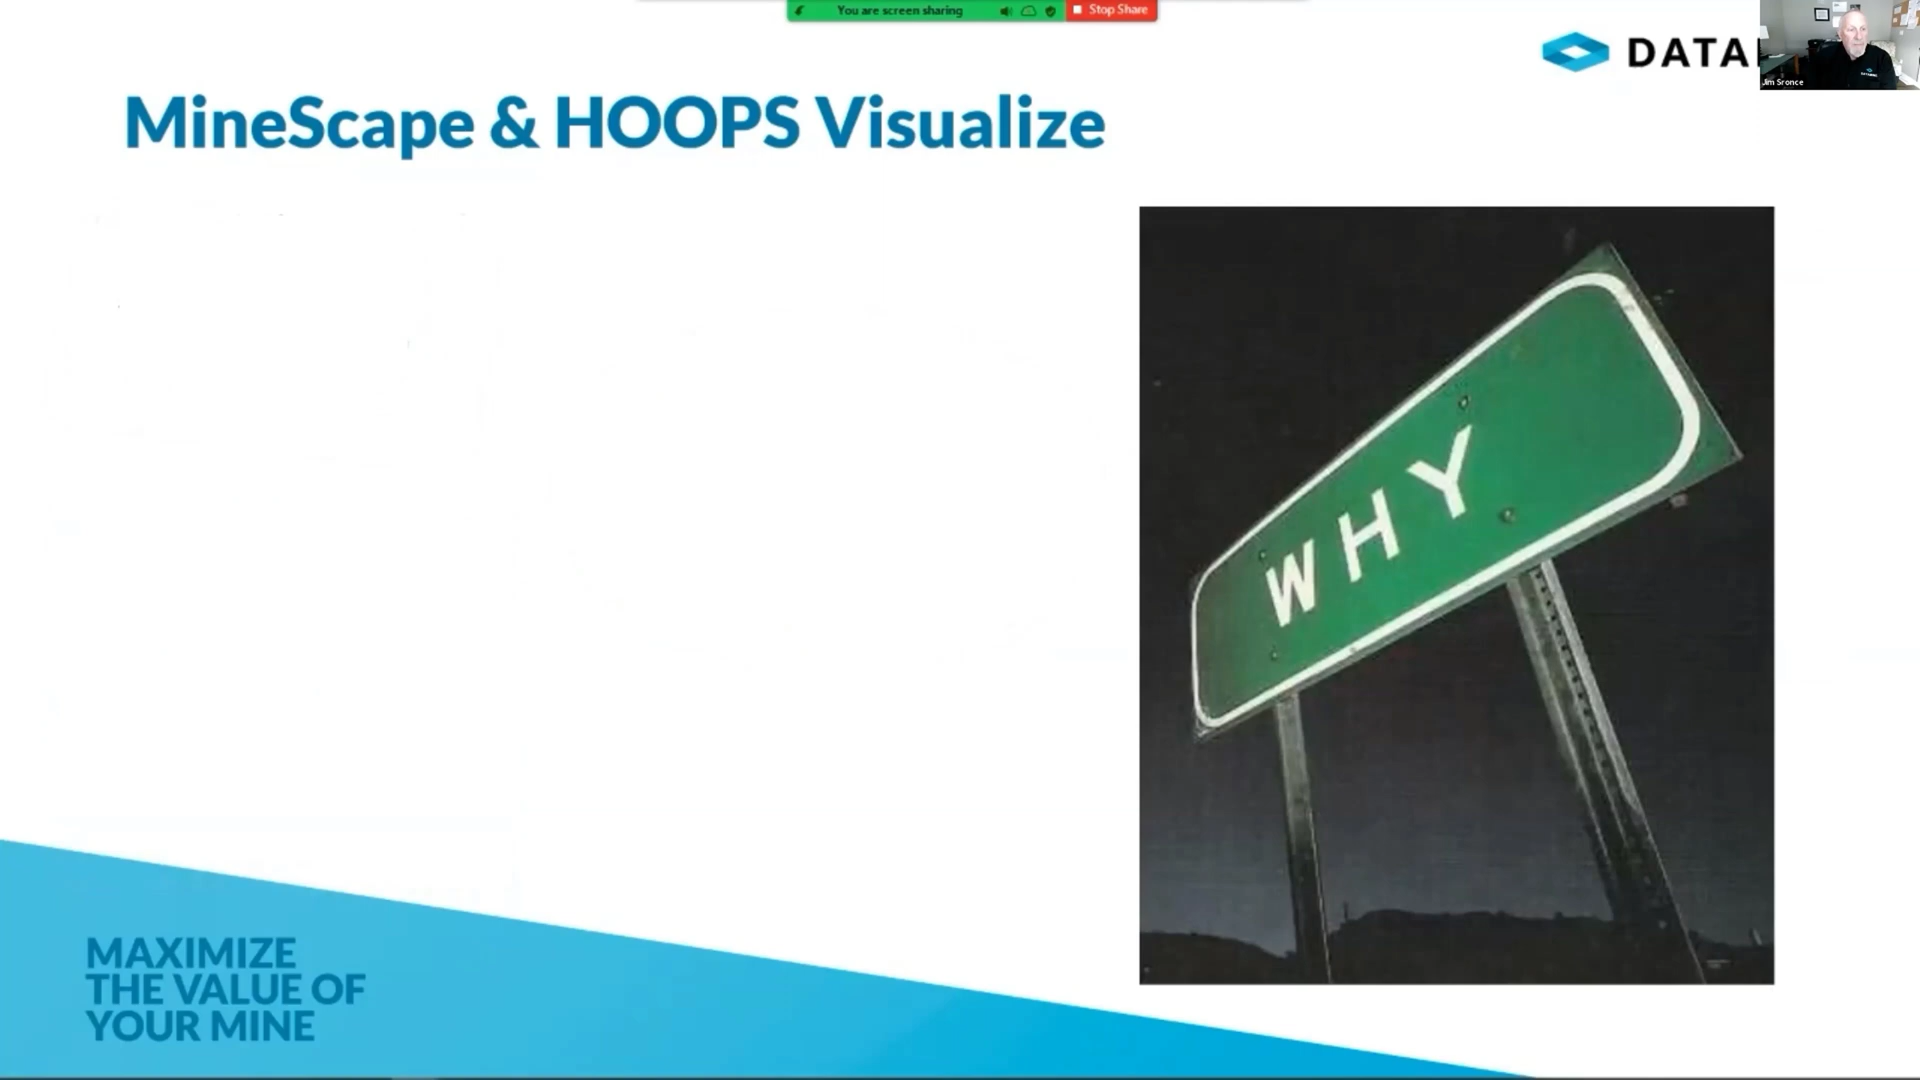 You are screen sharing
Stop Share
DATA
Jim Sronce
MineScape & HOOPS Visualize
WHY
MAXIMIZE
THE VALUE OF
YOUR MINE